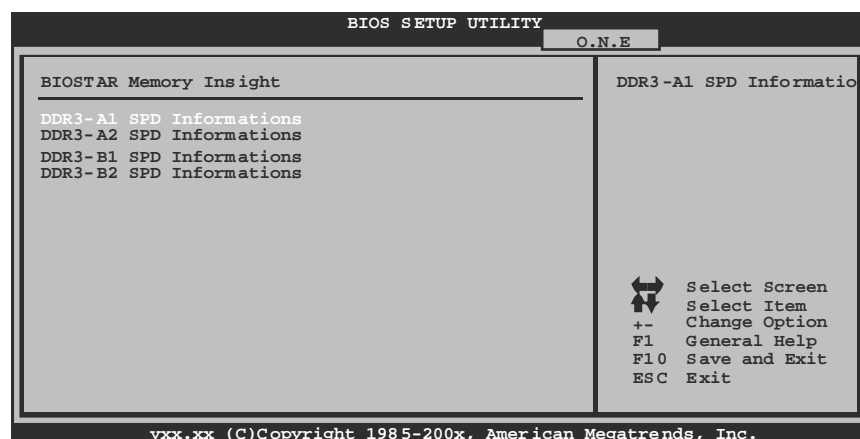 BIOS SETUP UTILITY
O.N.E
BIOSTAR Memory Insight
DDR3-A1 SPD Informations
DDR3-A2 SPD Informations
DDR3-B1 SPD Informations
DDR3-B2 SPD Informations
DDR3-A1 SPD Informatio
Select Screen
Select Item
+- Change Option
F1 General Help
F10 Save and Exit
ESC Exit
vxx.xx (C)Copyright 1985-200x, American Megatrends, Inc.